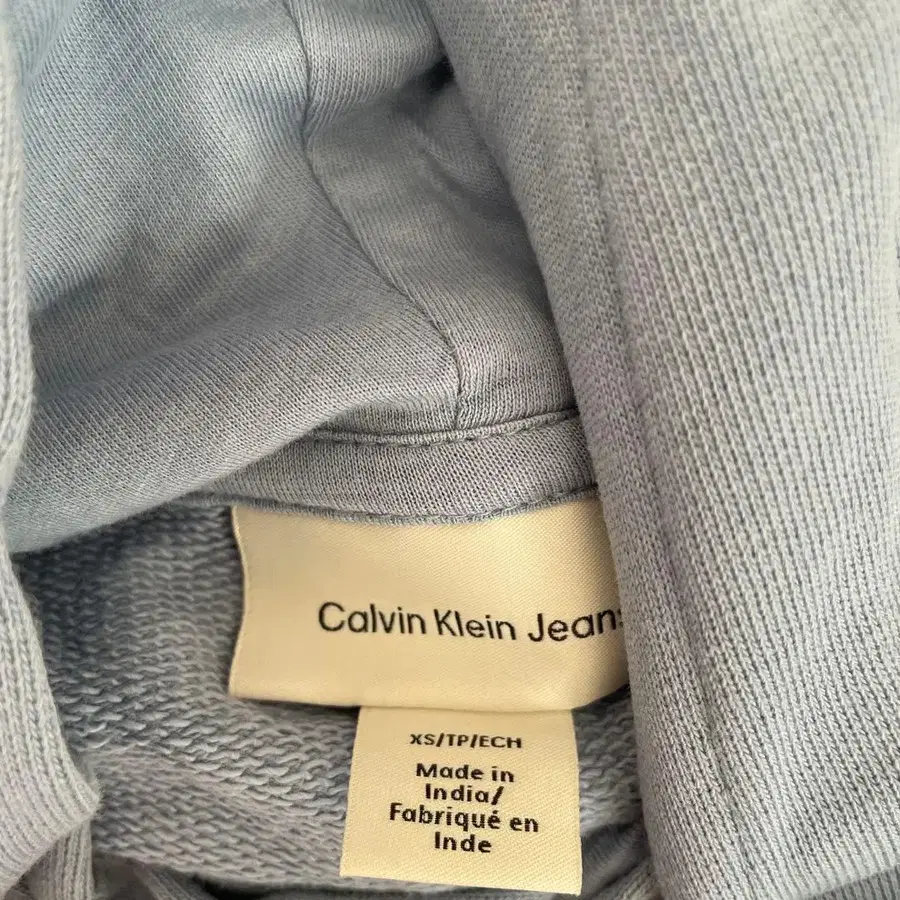 Calvin Klein Jeans
XS/TP/ECH
Made in
India/
Fabriqué en
Inde